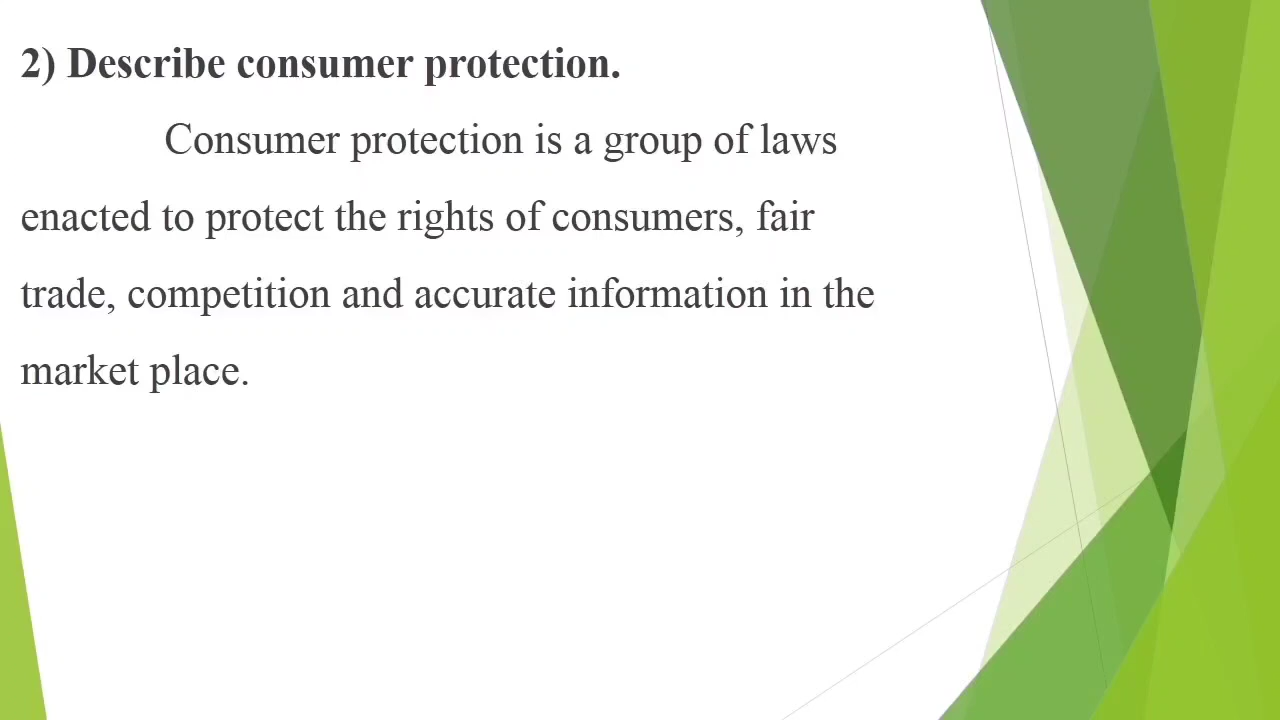 2) Describe consumer protection.
Consumer protection is a group of laws
enacted to protect the rights of consumers, fair
trade, competition and accurate information in the
market place.